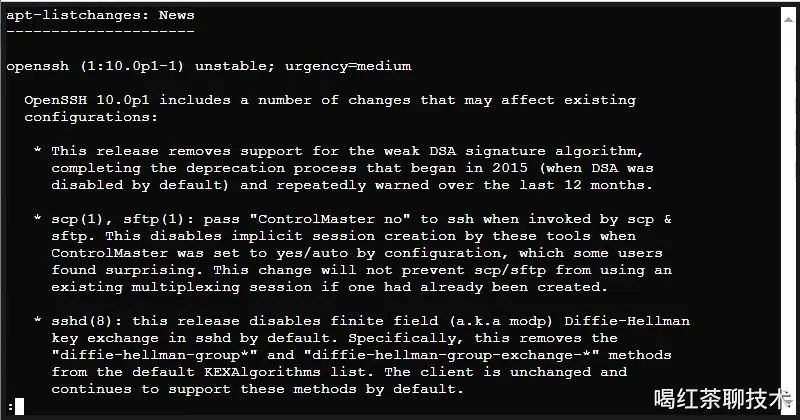 apt-listchanges: News
---------------------
openssh (1:10.0p1-1) unstable; urgency=medium
OpenSSH 10.0p1 includes a number of changes that may affect existing
configurations:
* This release removes support for the weak DSA signature algorithm,
completing the deprecation process that began in 2015 (when DSA was
disabled by default) and repeatedly warned over the last 12 months.
* scp(1), sftp(1): pass "ControlMaster no" to ssh when invoked by scp &
sftp. This disables implicit session creation by these tools when
ControlMaster was set to yes/auto by configuration, which some users
found surprising. This change will not prevent scp/sftp from using an
existing multiplexing session if one had already been created.
* sshd(8): this release disables finite field (a.k.a modp) Diffie-Hellman
key exchange in sshd by default. Specifically, this removes the
"diffie-hellman-group*" and "diffie-hellman-group-exchange-*" methods
from the default KEXAlgorithms list. The client is unchanged and
continues to support these methods by default.
:
喝红茶聊技术